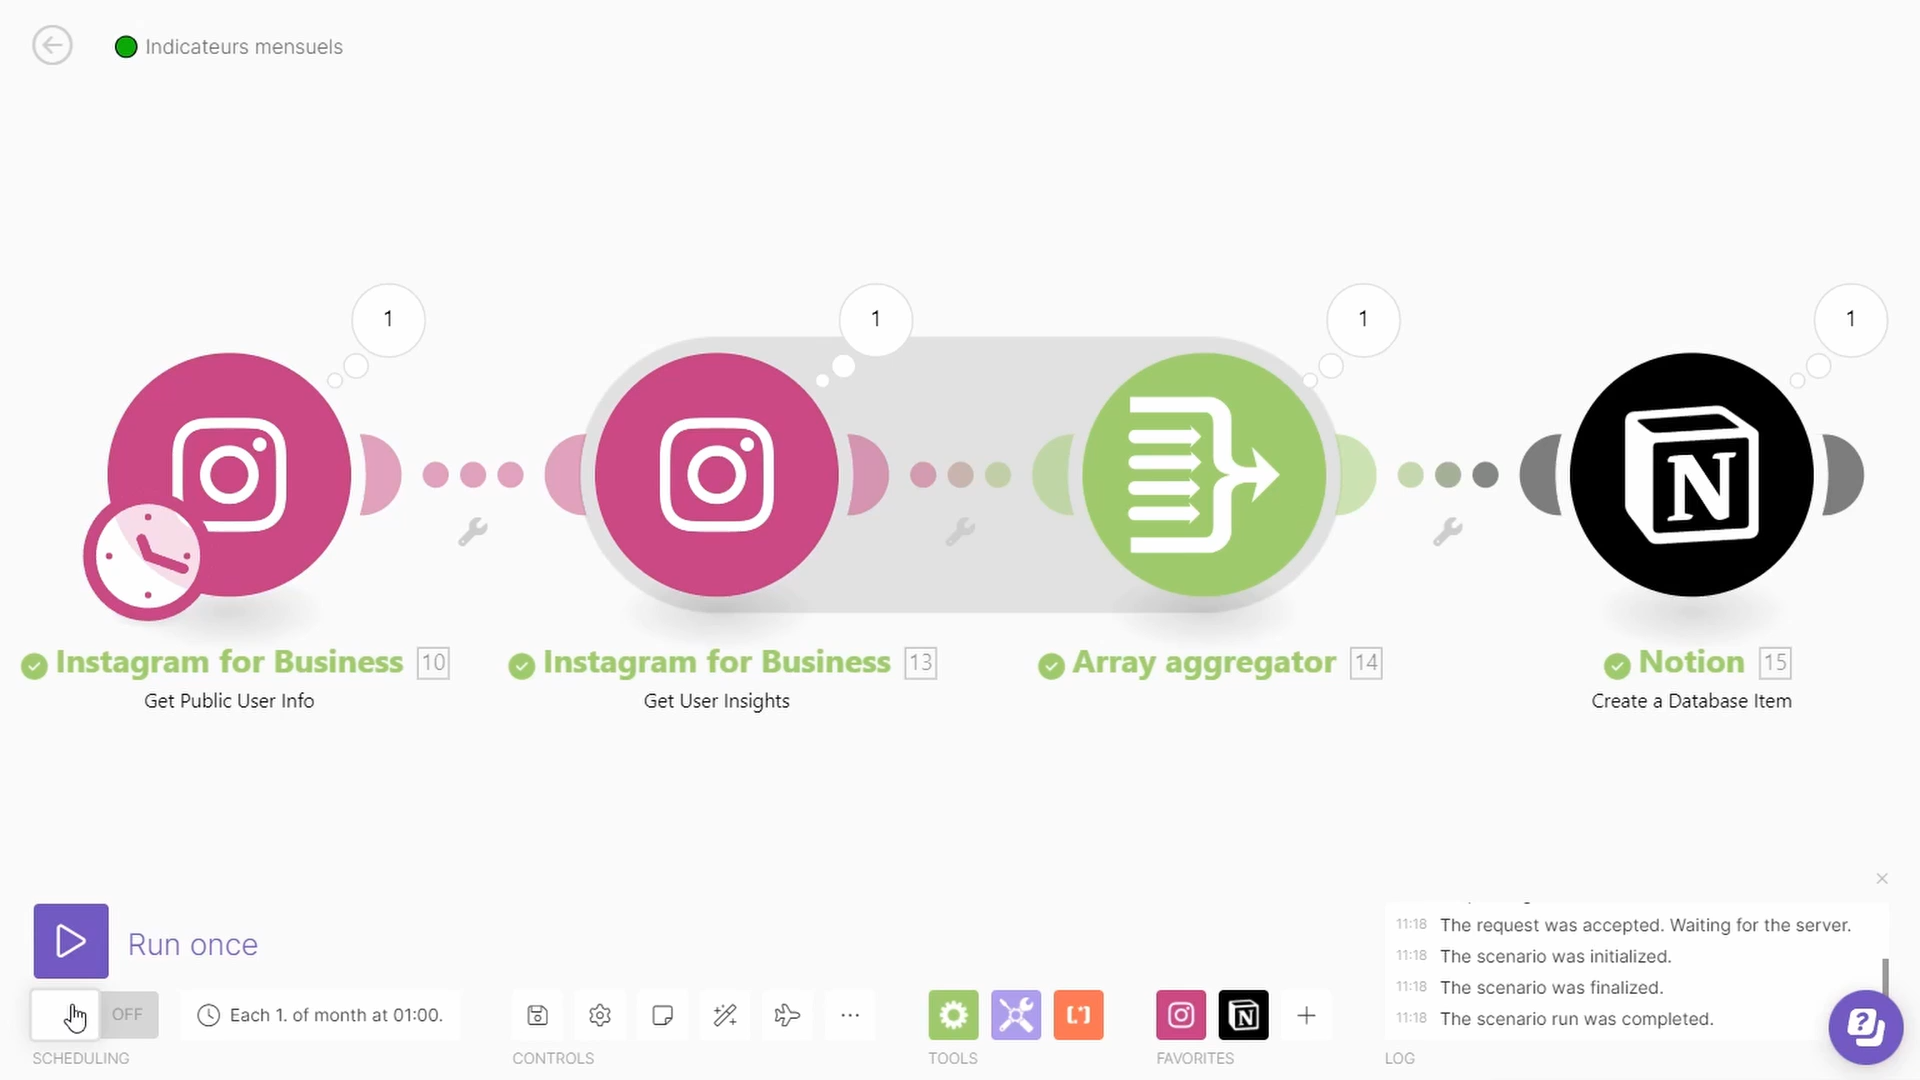 Indicateurs mensuels
1
1
1
1
Instagram for Business 10
Get Public User Info
Instagram for Business 13
Get User Insights
Array aggregator 14
Notion 15
Create a Database Item
Run once
OFF
Each 1. of month at 01:00.
SCHEDULING
CONTROLS
TOOLS
FAVORITES
11:18 The request was accepted. Waiting for the server.
11:18 The scenario was initialized.
11:18 The scenario was finalized.
11:18 The scenario run was completed.
LOG